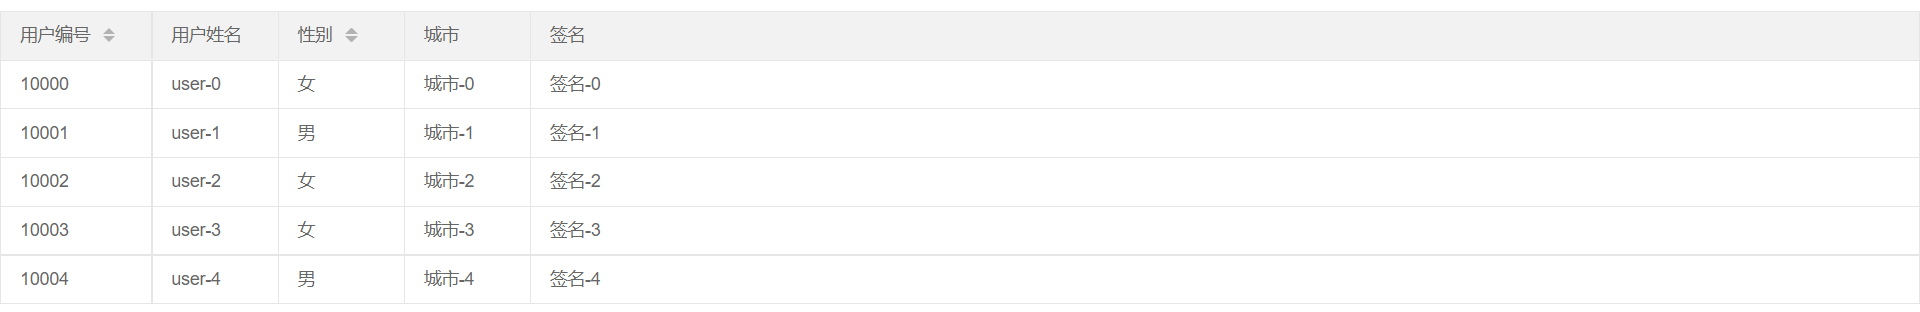 用户编号 用户姓名 性别 城市 签名
10000 user-0 女 城市-0 签名-0
10001 user-1 男 城市-1 签名-1
10002 user-2 女 城市-2 签名-2
10003 user-3 女 城市-3 签名-3
10004 user-4 男 城市-4 签名-4